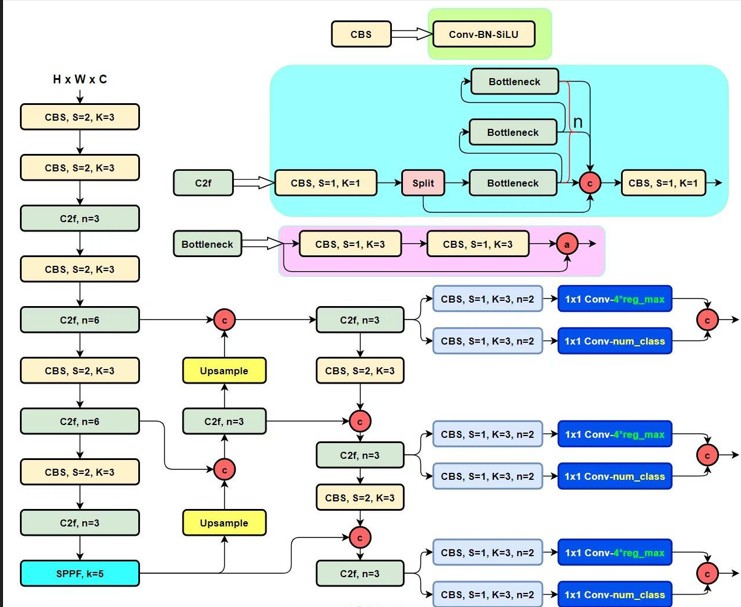 CBS
Conv-BN-SiLU
H x W x C
CBS, S=2, K=3
CBS, S=2, K=3
C2f, n=3
CBS, S=2, K=3
C2f, n=6
CBS, S=2, K=3
C2f, n=6
CBS, S=2, K=3
C2f, n=3
SPPF, k=5
Bottleneck
Bottleneck
n
C2f
CBS, S=1, K=1
Split
Bottleneck
c
CBS, S=1, K=1
Bottleneck
CBS, S=1, K=3
CBS, S=1, K=3
a
c
Upsample
C2f, n=3
c
Upsample
C2f, n=3
CBS, S=2, K=3
c
C2f, n=3
CBS, S=2, K=3
c
C2f, n=3
CBS, S=1, K=3, n=2
1x1 Conv-4*reg_max
CBS, S=1, K=3, n=2
1x1 Conv-num_class
c
CBS, S=1, K=3, n=2
1x1 Conv-4*reg_max
CBS, S=1, K=3, n=2
1x1 Conv-num_class
c
CBS, S=1, K=3, n=2
1x1 Conv-4*reg_max
CBS, S=1, K=3, n=2
1x1 Conv-num_class
c